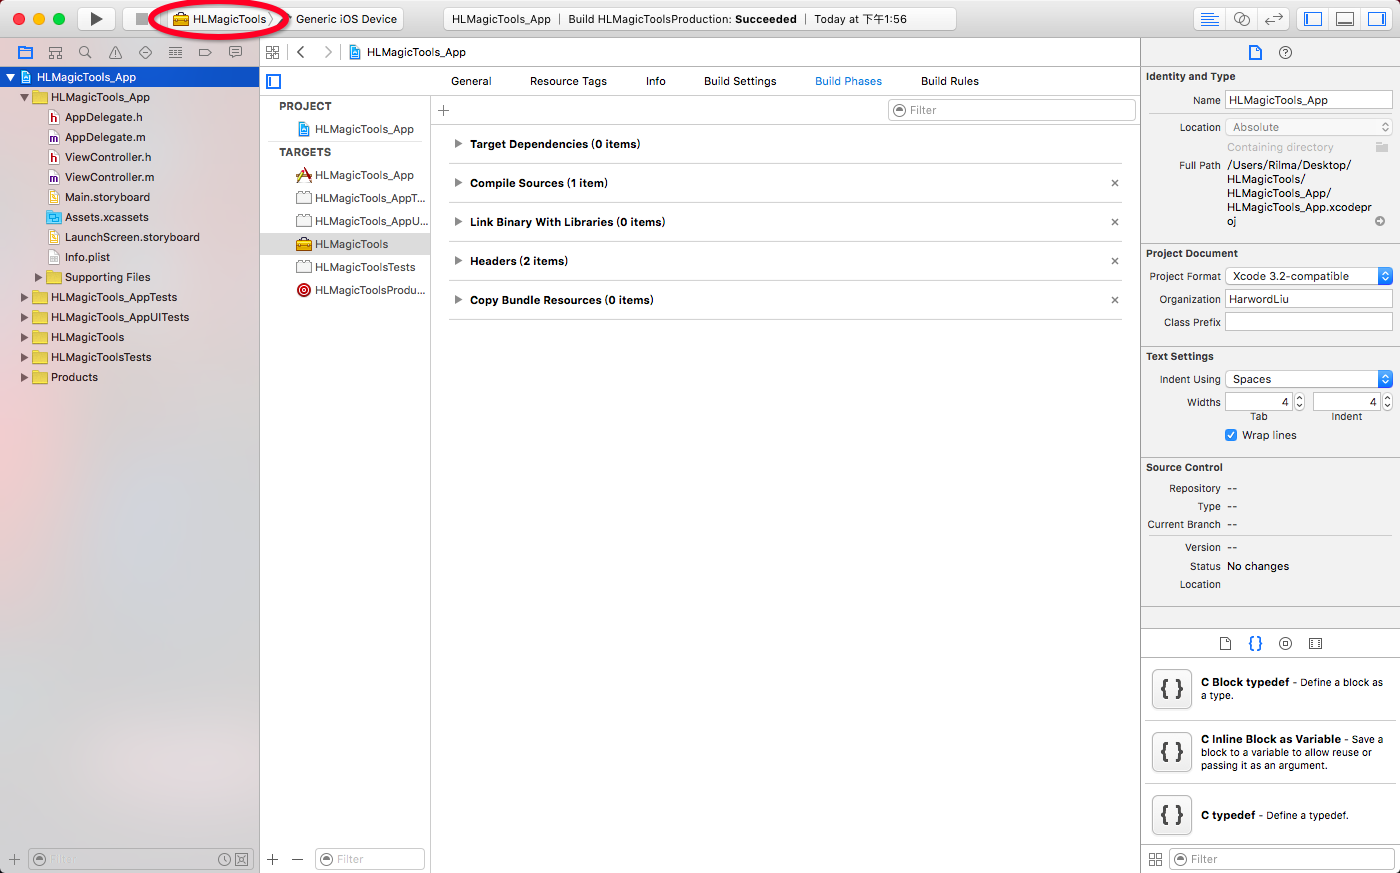 HLMagicTools
Generic iOS Device
HLMagicTools_App | Build HLMagicToolsProduction: Succeeded | Today at 下午1:56
HLMagicTools_App
HLMagicTools_App
AppDelegate.h
AppDelegate.m
ViewController.h
ViewController.m
Main.storyboard
Assets.xcassets
LaunchScreen.storyboard
Info.plist
Supporting Files
HLMagicTools_AppTests
HLMagicTools_AppUITests
HLMagicTools
HLMagicToolsTests
Products
Filter
HLMagicTools_App
General Resource Tags Info Build Settings Build Phases Build Rules
PROJECT
HLMagicTools_App
TARGETS
HLMagicTools_App
HLMagicTools_AppT...
HLMagicTools_AppU...
HLMagicTools
HLMagicToolsTests
HLMagicToolsProdu...
Filter
Filter
Target Dependencies (0 items)
Compile Sources (1 item)
Link Binary With Libraries (0 items)
Headers (2 items)
Copy Bundle Resources (0 items)
Identity and Type
Name HLMagicTools_App
Location Absolute
Containing directory
Full Path /Users/Rilma/Desktop/
HLMagicTools/
HLMagicTools_App/
HLMagicTools_App.xcodepr
oj
Project Document
Project Format Xcode 3.2-compatible
Organization HarwordLiu
Class Prefix
Text Settings
Indent Using Spaces
Widths 4 4
Tab Indent
Wrap lines
Source Control
Repository --
Type --
Current Branch --
Version --
Status No changes
Location
{ }
{ } C Block typedef - Define a block as
a type.
{ } C Inline Block as Variable - Save a
block to a variable to allow reuse or
passing it as an argument.
{ } C typedef - Define a typedef.
Filter